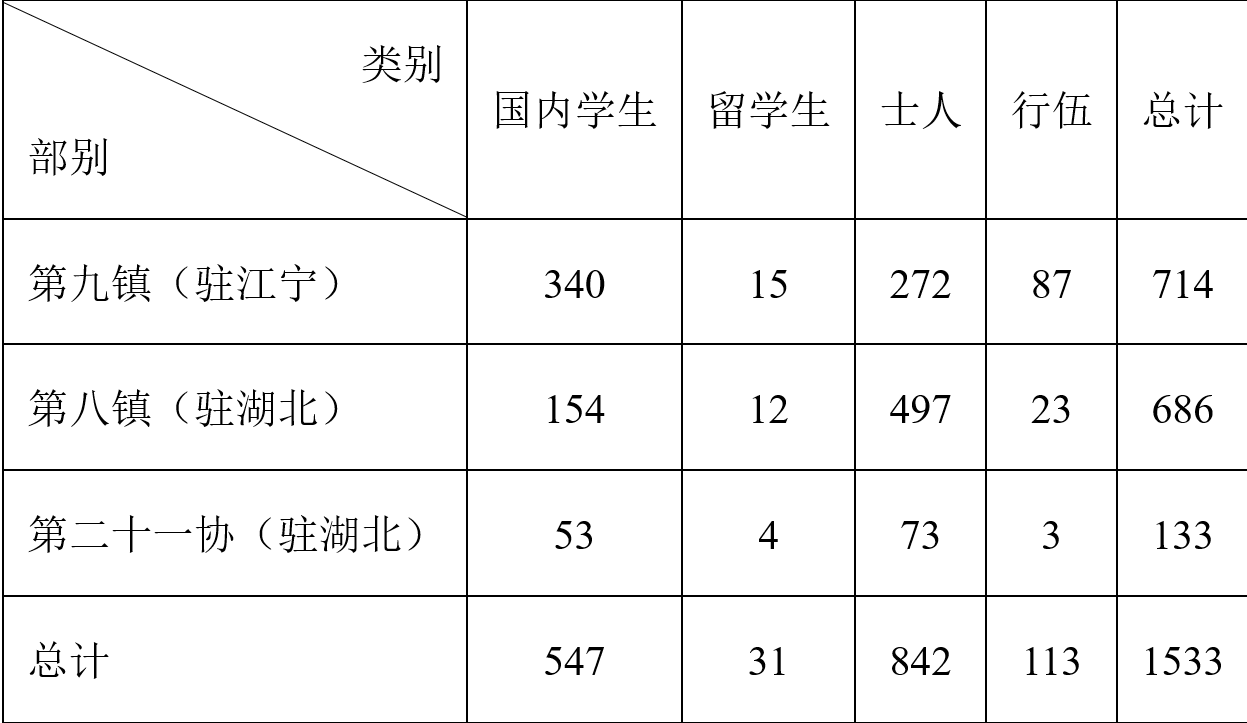 类别
部别
国内学生 留学生 士人 行伍 总计
第九镇（驻江宁） 340 15 272 87 714
第八镇（驻湖北） 154 12 497 23 686
第二十一协（驻湖北） 53 4 73 3 133
总计 547 31 842 113 1533